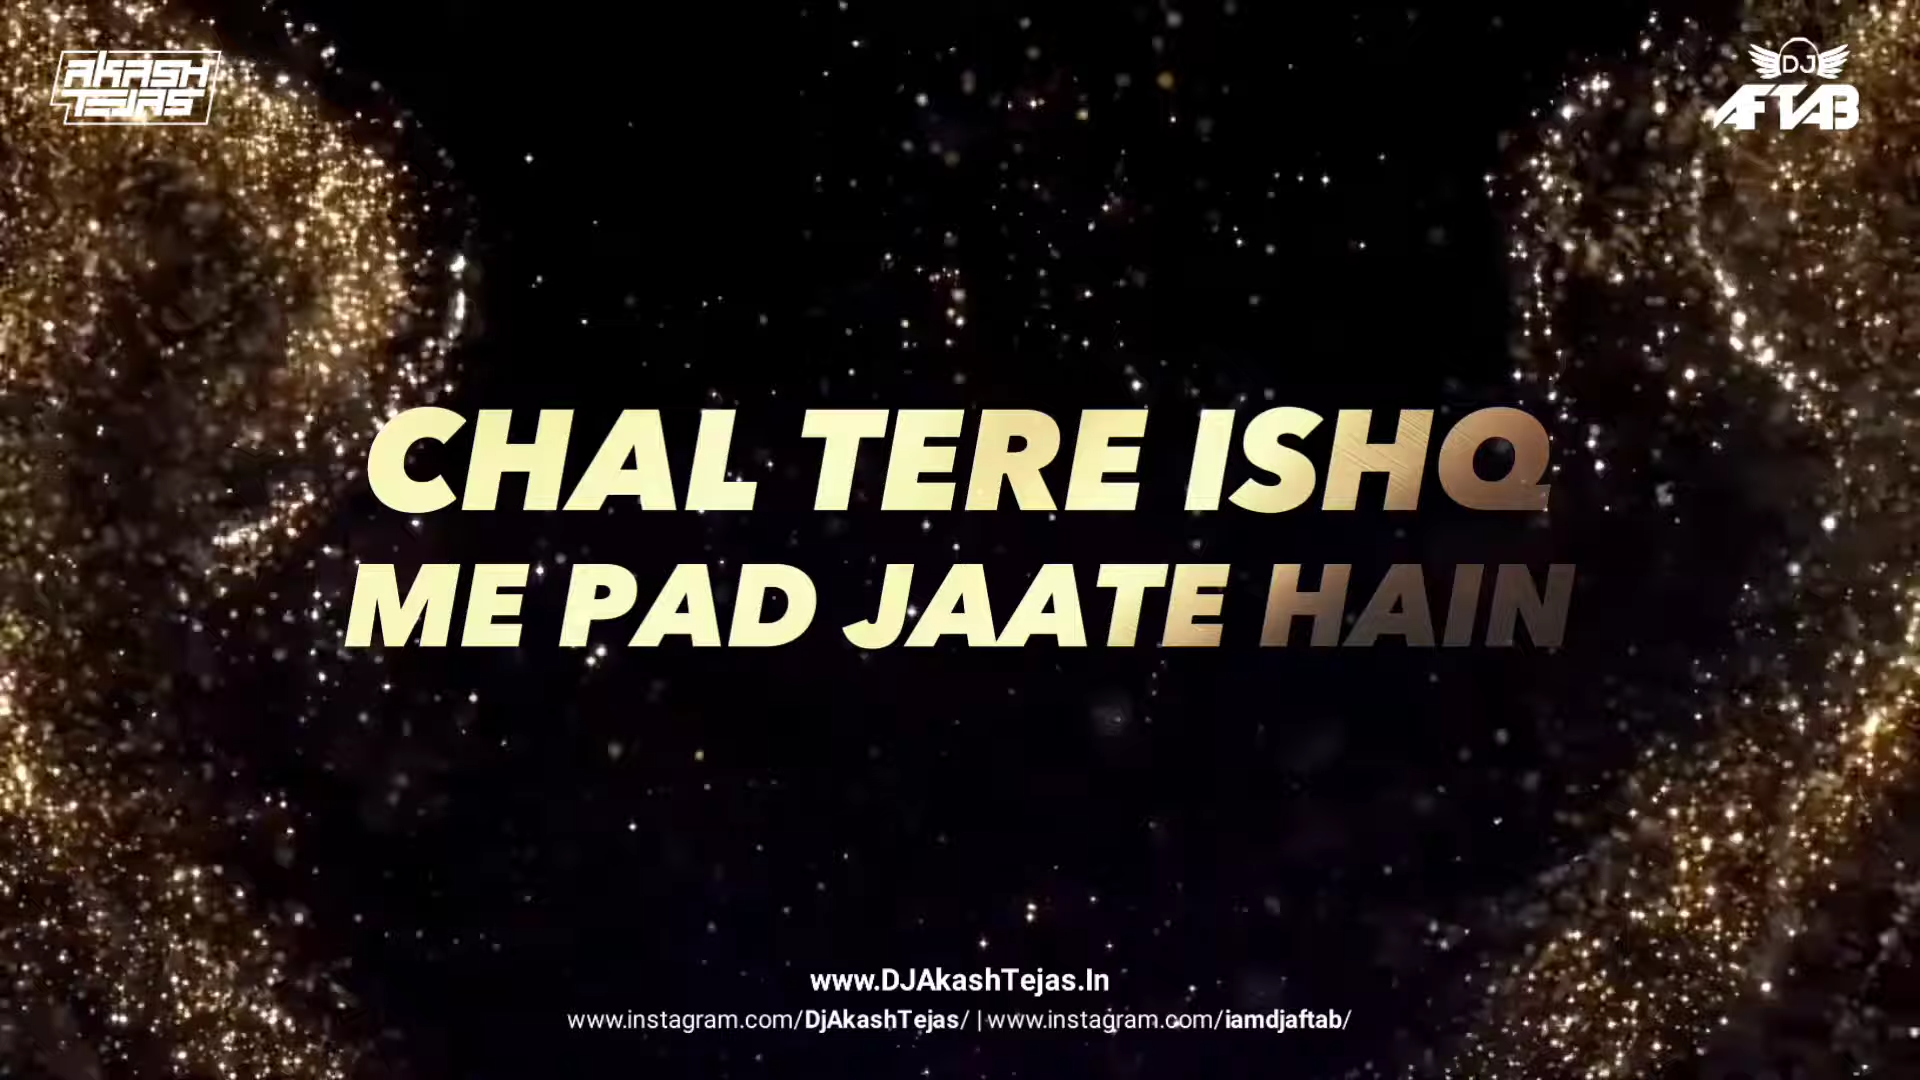 AKASH
TEJAS
DJ
AFTAB
CHAL TERE ISHQ
ME PAD JAATE HAIN
www.DJAkashTejas.In
www.instagram.com/DjAkashTejas/ | www.instagram.com/iamdjaftab/